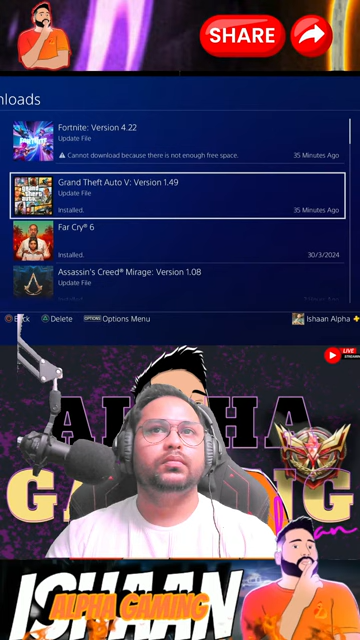 SHARE
nloads
Fortnite: Version 4.22
Update File
Cannot download because there is not enough free space.
35 Minutes Ago
Grand Theft Auto V: Version 1.49
Update File
Installed.
35 Minutes Ago
Far Cry® 6
Installed.
30/3/2024
Assassin's Creed® Mirage: Version 1.08
Update File
Back
Delete
OPTIONS Options Menu
Ishaan Alpha
LIVE
STREAMING
ALPHA
GAMING
ISHAAN
ALPHA GAMING